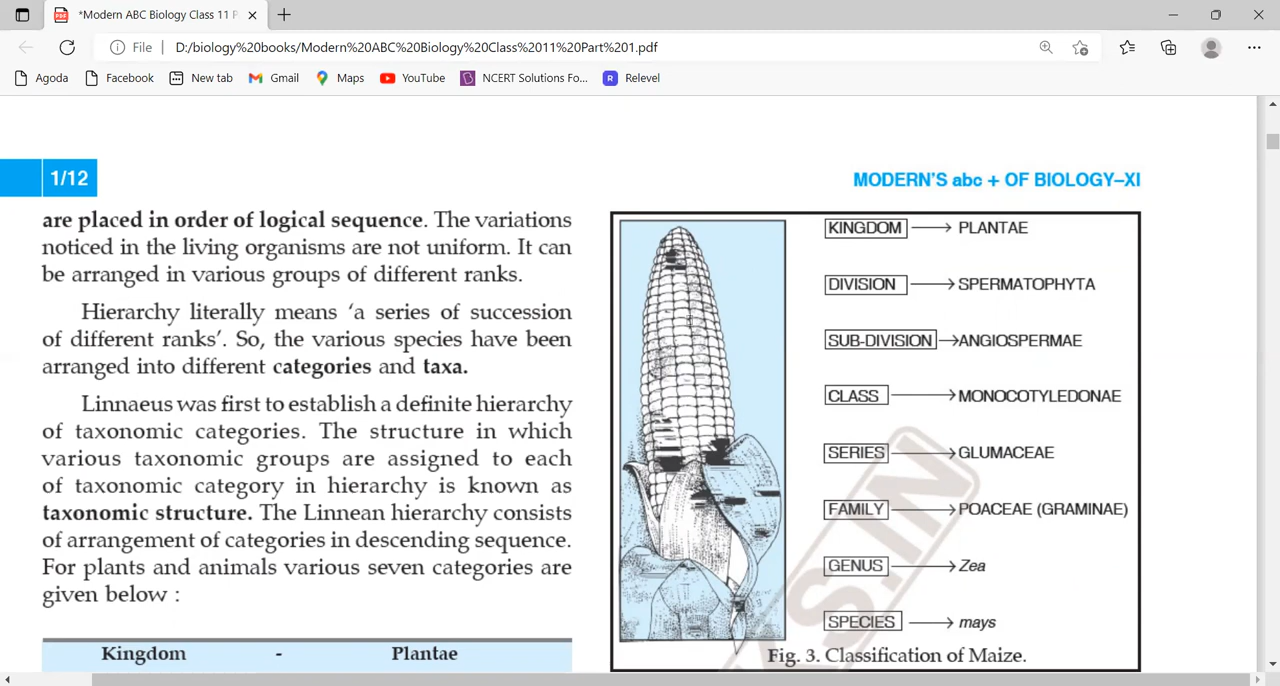 *Modern ABC Biology Class 11 P
File
D:/biology%20books/Modern%20ABC%20Biology%20Class%2011%20Part%201.pdf
Agoda Facebook New tab Gmail Maps YouTube NCERT Solutions Fo... Relevel
1/12
MODERN'S abc + OF BIOLOGY–XI
are placed in order of logical sequence. The variations
noticed in the living organisms are not uniform. It can
be arranged in various groups of different ranks.
Hierarchy literally means ‘a series of succession
of different ranks’. So, the various species have been
arranged into different categories and taxa.
Linnaeus was first to establish a definite hierarchy
of taxonomic categories. The structure in which
various taxonomic groups are assigned to each
of taxonomic category in hierarchy is known as
taxonomic structure. The Linnean hierarchy consists
of arrangement of categories in descending sequence.
For plants and animals various seven categories are
given below :
Kingdom - Plantae
KINGDOM PLANTAE
DIVISION SPERMATOPHYTA
SUB-DIVISION ANGIOSPERMAE
CLASS MONOCOTYLEDONAE
SERIES GLUMACEAE
FAMILY POACEAE (GRAMINAE)
GENUS Zea
SPECIES mays
Fig. 3. Classification of Maize.